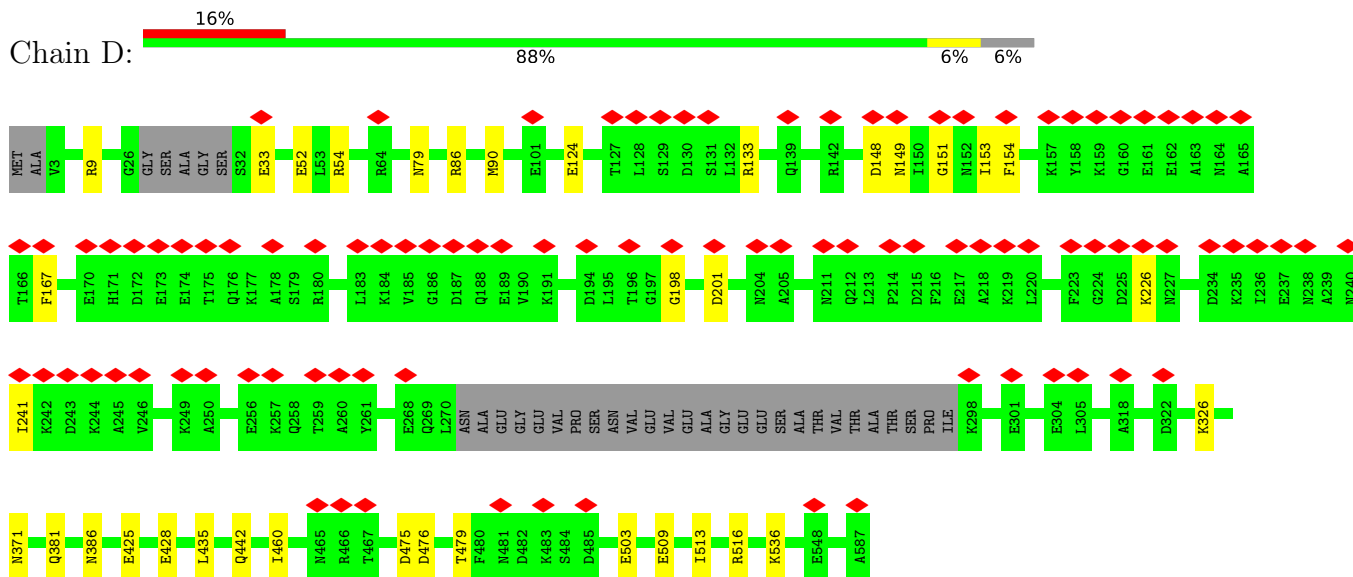 16%
Chain D:
88% 6% 6%
MET ALA V3 R9 G26 GLY SER ALA GLY SER S32 E33 E52 L53 R54 R64 N79 R86 M90 E101 E124 T127 L128 S129 D130 S131 L132 R133 Q139 R142 D148 N149 I150 G151 N152 I153 F154 K157 Y158 K159 G160 E161 E162 A163 N164 A165
T166 F167 E170 H171 D172 E173 E174 T175 Q176 K177 A178 S179 R180 L183 K184 V185 G186 D187 Q188 E189 V190 K191 D194 L195 T196 G197 G198 D201 N204 A205 N211 Q212 L213 P214 D215 F216 E217 A218 K219 L220 F223 G224 D225 K226 N227 D234 K235 I236 E237 N238 A239 N240
I241 K242 D243 K244 A245 V246 K249 A250 E256 K257 Q258 T259 A260 Y261 E268 Q269 L270 ASN ALA GLU GLY GLU VAL PRO SER ASN VAL GLU VAL GLU ALA GLY GLU GLU SER ALA THR VAL THR ALA THR SER PRO ILE K298 E301 E304 L305 A318 D322 K326
N371 Q381 N386 E425 E428 L435 Q442 I460 N465 R466 T467 D475 D476 T479 F480 N481 D482 K483 S484 D485 E503 E509 I513 R516 K536 E548 A587